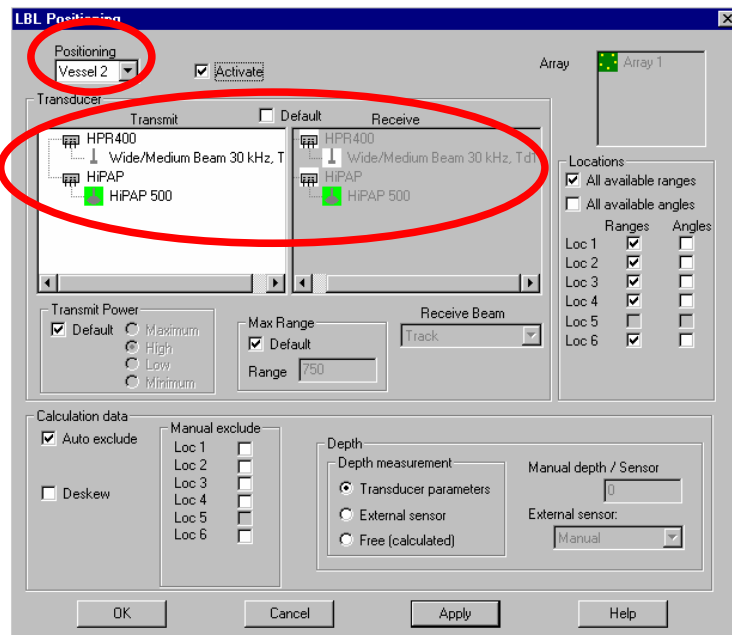 LBL Positioning
Positioning
Vessel 2
Activate
Array
Array 1
Transducer
Transmit
Default
Receive
HPR400
Wide/Medium Beam 30 kHz, T
HiPAP
HiPAP 500
HPR400
Wide/Medium Beam 30 kHz, Td1
HiPAP
HiPAP 500
Locations
All available ranges
All available angles
Ranges Angles
Loc 1
Loc 2
Loc 3
Loc 4
Loc 5
Loc 6
Transmit Power
Default
Maximum
High
Low
Minimum
Max Range
Default
Range 750
Receive Beam
Track
Calculation data
Auto exclude
Deskew
Manual exclude
Loc 1
Loc 2
Loc 3
Loc 4
Loc 5
Loc 6
Depth
Depth measurement
Transducer parameters
External sensor
Free (calculated)
Manual depth / Sensor
0
External sensor:
Manual
OK
Cancel
Apply
Help